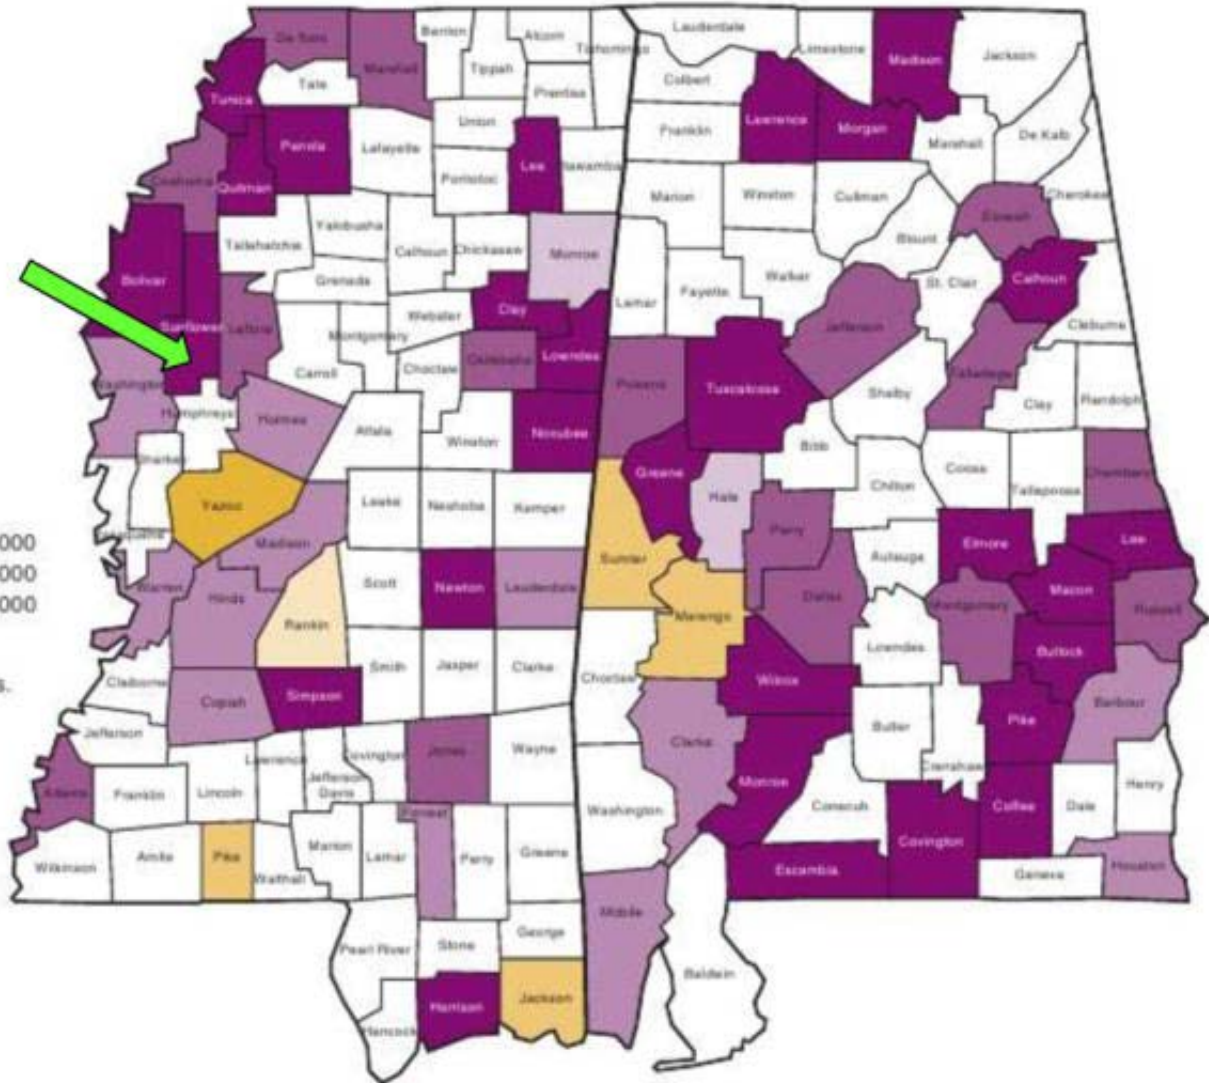 De Soto
Marshall
Benton
Alcorn
Tippah
Tishomingo
Prentiss
Tunica
Tate
Panola
Lafayette
Union
Lee
Itawamba
Pontotoc
Coahoma
Quitman
Bolivar
Sunflower
Tallahatchie
Yalobusha
Calhoun
Chickasaw
Monroe
Grenada
Leflore
Clay
Webster
Montgomery
Lowndes
Oktibbeha
Choctaw
Carroll
Washington
Humphreys
Holmes
Attala
Winston
Noxubee
Sharkey
Yazoo
Leake
Neshoba
Kemper
Madison
Warren
Hinds
Rankin
Scott
Newton
Lauderdale
000
000
000
s.
Claiborne
Copiah
Simpson
Smith
Jasper
Clarke
Jefferson
Adams
Franklin
Lincoln
Lawrence
Jefferson
Davis
Covington
Jones
Wayne
Wilkinson
Amite
Pike
Walthall
Marion
Lamar
Forrest
Perry
Greene
Pearl River
Stone
George
Hancock
Harrison
Jackson
Lauderdale
Limestone
Madison
Jackson
Colbert
Franklin
Lawrence
Morgan
Marshall
De Kalb
Marion
Winston
Cullman
Cherokee
Etowah
Blount
Lamar
Fayette
Walker
St. Clair
Calhoun
Jefferson
Cleburne
Pickens
Tuscaloosa
Shelby
Talladega
Clay
Randolph
Bibb
Greene
Hale
Chilton
Coosa
Tallapoosa
Chambers
Sumter
Perry
Autauga
Elmore
Lee
Marengo
Dallas
Montgomery
Macon
Russell
Lowndes
Bullock
Choctaw
Wilcox
Butler
Pike
Barbour
Clarke
Crenshaw
Monroe
Conecuh
Coffee
Dale
Henry
Washington
Covington
Escambia
Geneva
Houston
Mobile
Baldwin